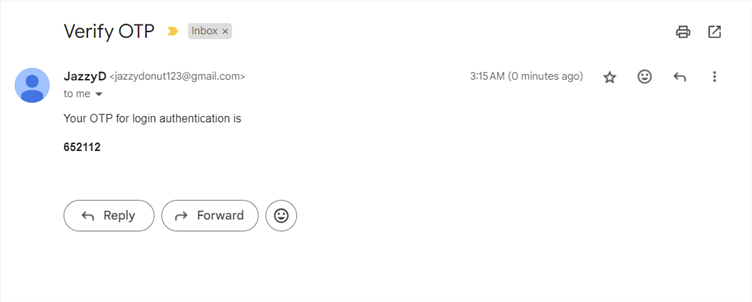 Verify OTP Inbox ×
JazzyD <jazzydonut123@gmail.com> 3:15 AM (0 minutes ago)
to me
Your OTP for login authentication is
652112
Reply Forward